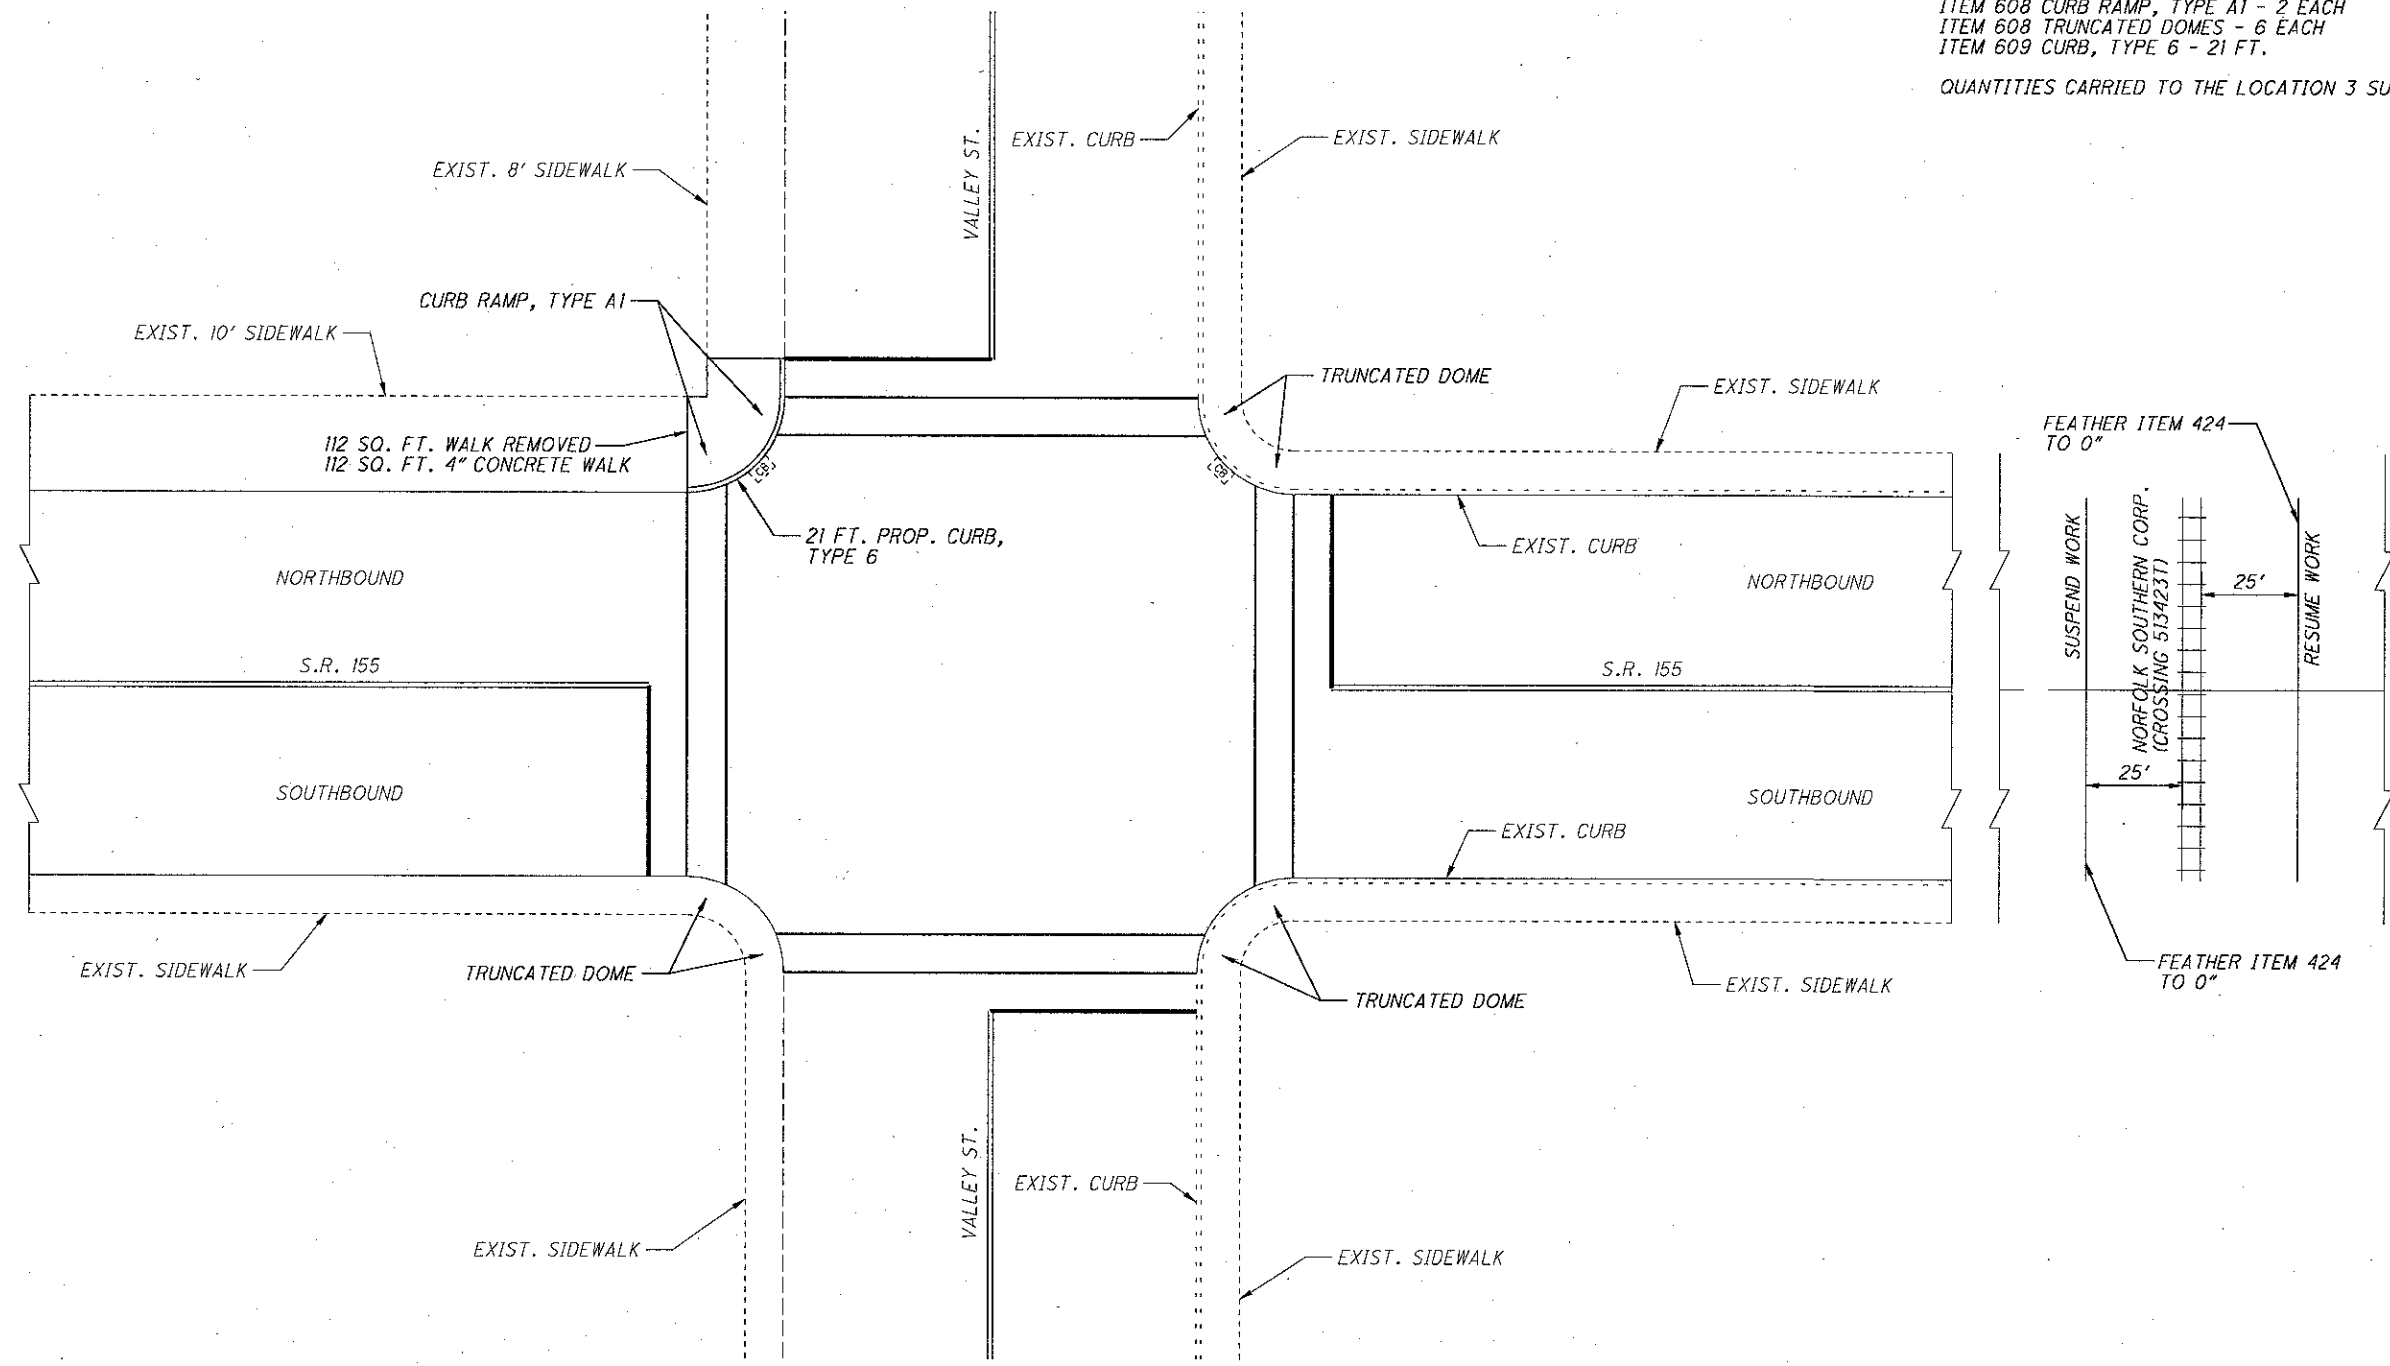 ITEM 608 CURB RAMP, TYPE A1 - 2 EACH
ITEM 608 TRUNCATED DOMES - 6 EACH
ITEM 609 CURB, TYPE 6 - 21 FT.
QUANTITIES CARRIED TO THE LOCATION 3 SU
EXIST. CURB
EXIST. SIDEWALK
EXIST. 8' SIDEWALK
VALLEY ST.
CURB RAMP, TYPE A1
EXIST. 10' SIDEWALK
TRUNCATED DOME
EXIST. SIDEWALK
112 SQ. FT. WALK REMOVED
112 SQ. FT. 4" CONCRETE WALK
CB
CB
21 FT. PROP. CURB,
TYPE 6
EXIST. CURB
NORTHBOUND
NORTHBOUND
S.R. 155
S.R. 155
SOUTHBOUND
SOUTHBOUND
EXIST. CURB
FEATHER ITEM 424
TO 0"
SUSPEND WORK
NORFOLK SOUTHERN CORP.
(CROSSING 513423T)
25'
RESUME WORK
25'
FEATHER ITEM 424
TO 0"
EXIST. SIDEWALK
TRUNCATED DOME
TRUNCATED DOME
EXIST. SIDEWALK
VALLEY ST.
EXIST. CURB
EXIST. SIDEWALK
EXIST. SIDEWALK